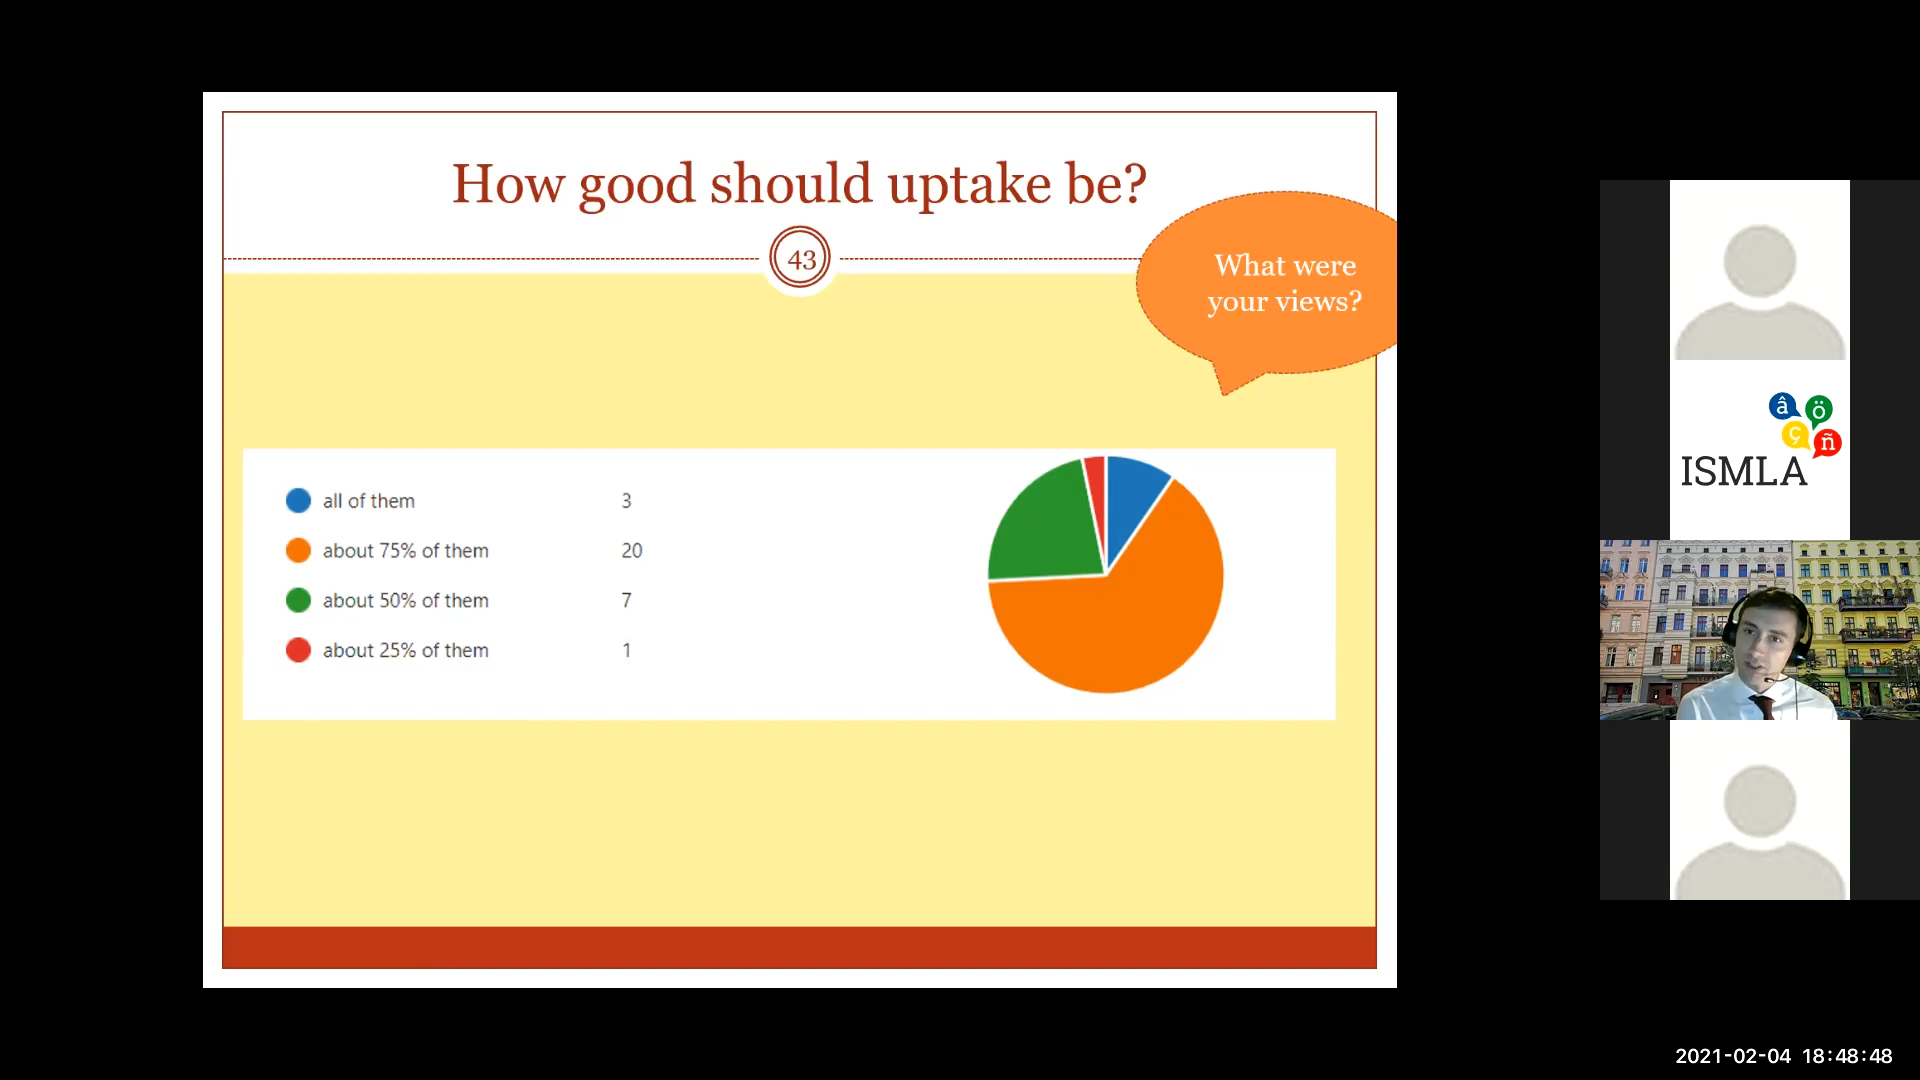 How good should uptake be?
43
What were
your views?
all of them 3
about 75% of them 20
about 50% of them 7
about 25% of them 1
â ö
ç ñ
ISMLA
2021-02-04 18:48:48